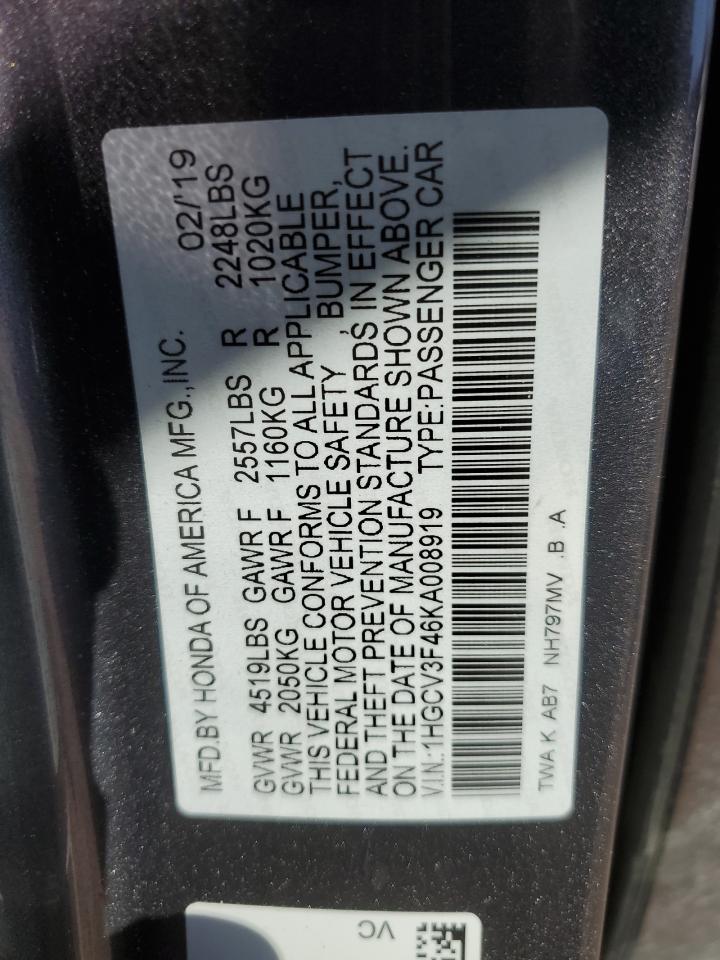 MFD.BY HONDA OF AMERICA MFG.,INC. 02/'19
GVWR 4519LBS GAWR F 2557LBS R 2248LBS
GVWR 2050KG GAWR F 1160KG R 1020KG
THIS VEHICLE CONFORMS TO ALL APPLICABLE
FEDERAL MOTOR VEHICLE SAFETY , BUMPER,
AND THEFT PREVENTION STANDARDS IN EFFECT
ON THE DATE OF MANUFACTURE SHOWN ABOVE.
V.I.N.:1HGCV3F46KA008919 TYPE:PASSENGER CAR
TWA K AB7 NH797MV .B .A
VC